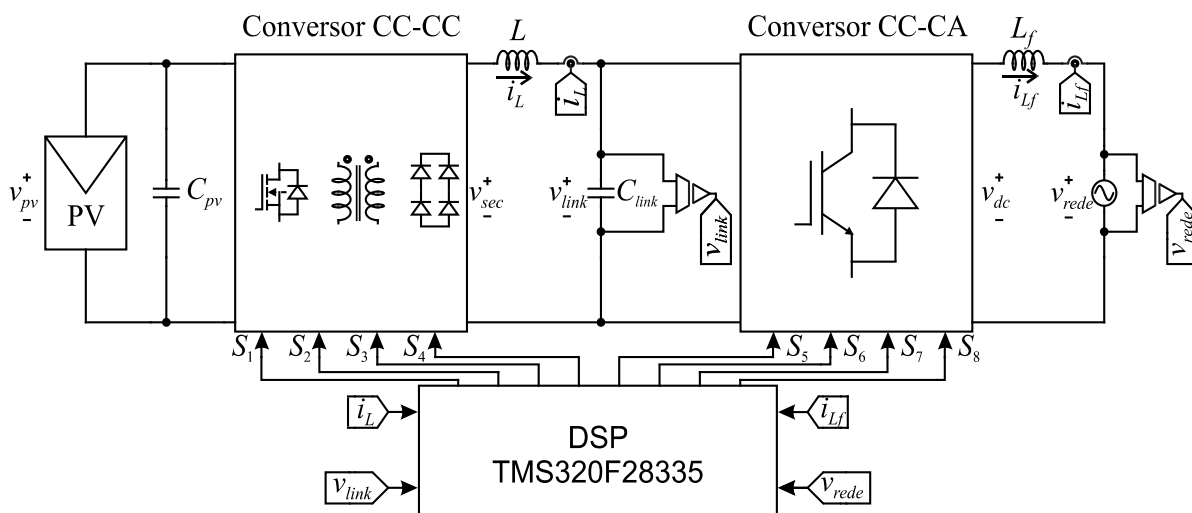 Conversor CC-CC
L
Conversor CC-CA
L_f
i_L
i_L
i_Lf
i_Lf
+
v_pv
-
PV
C_pv
+
v_sec
-
+
v_link
-
C_link
v_link
+
v_dc
-
+
v_rede
-
v_rede
S_1
S_2
S_3
S_4
S_5
S_6
S_7
S_8
i_L
i_Lf
DSP
TMS320F28335
v_link
v_rede